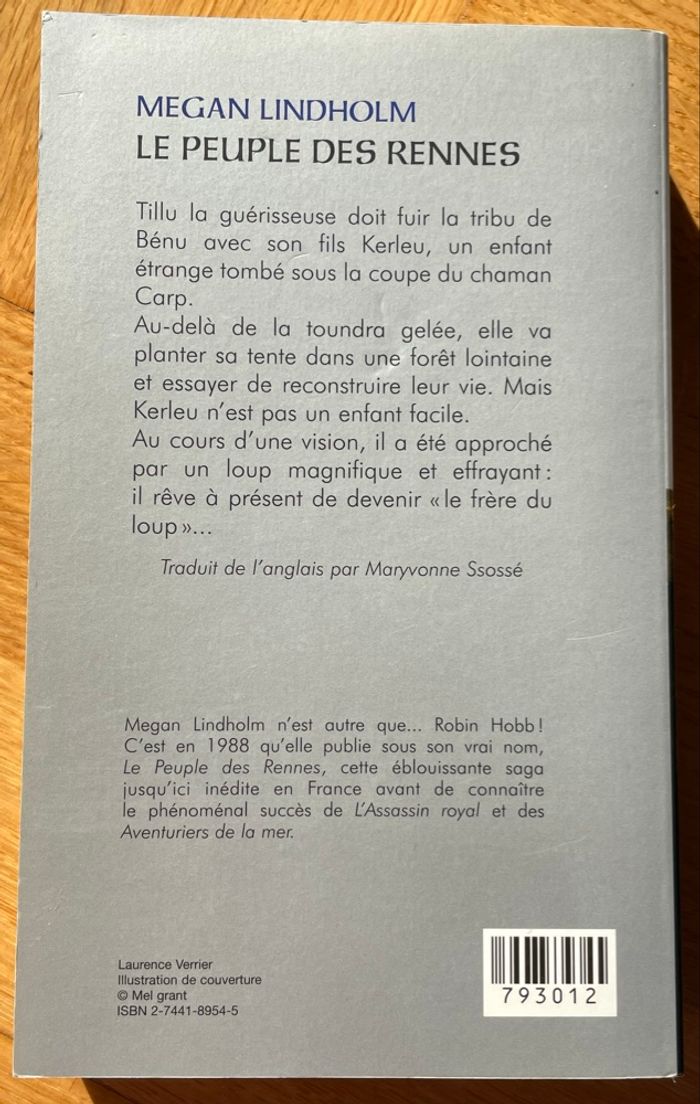 MEGAN LINDHOLM
LE PEUPLE DES RENNES
Tillu la guérisseuse doit fuir la tribu de
Bénu avec son fils Kerleu, un enfant
étrange tombé sous la coupe du chaman
Carp.
Au-delà de la toundra gelée, elle va
planter sa tente dans une forêt lointaine
et essayer de reconstruire leur vie. Mais
Kerleu n'est pas un enfant facile.
Au cours d'une vision, il a été approché
par un loup magnifique et effrayant :
il rêve à présent de devenir « le frère du
loup »...
Traduit de l'anglais par Maryvonne Ssossé
Megan Lindholm n'est autre que... Robin Hobb !
C'est en 1988 qu'elle publie sous son vrai nom,
Le Peuple des Rennes, cette éblouissante saga
jusqu'ici inédite en France avant de connaître
le phénoménal succès de L'Assassin royal et des
Aventuriers de la mer.
Laurence Verrier
Illustration de couverture
© Mel grant
ISBN 2-7441-8954-5
793012